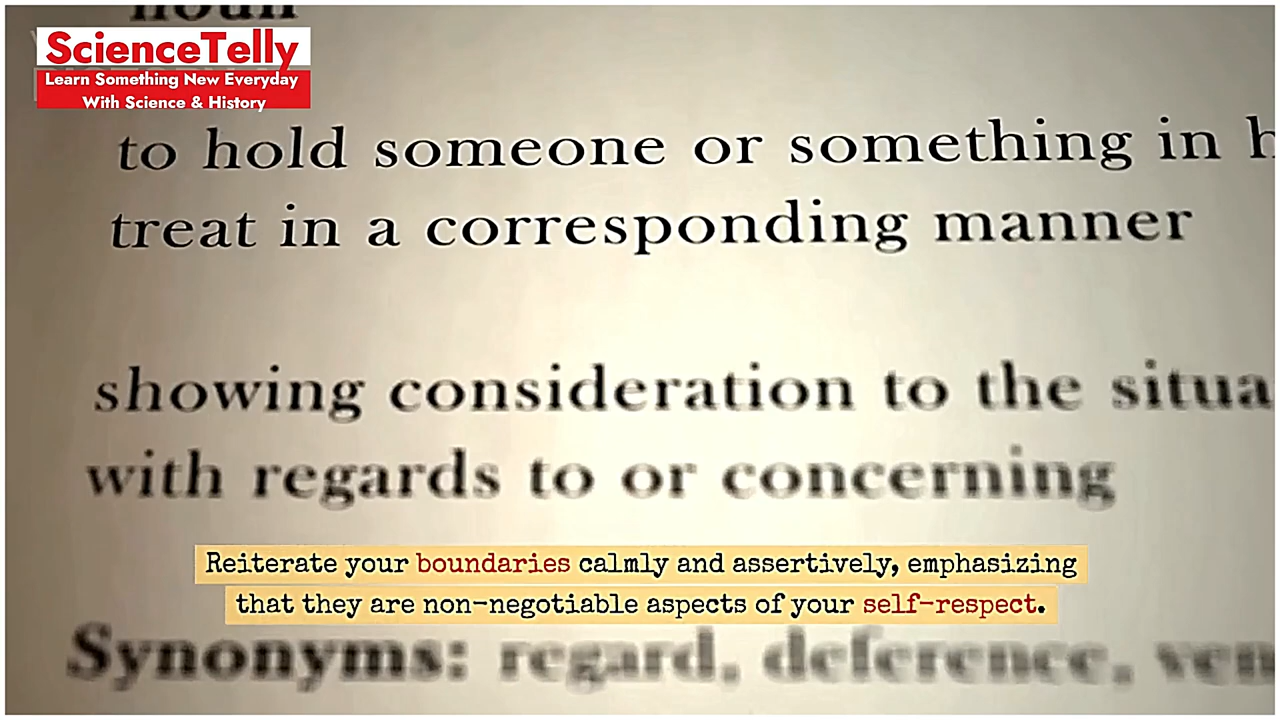 noun
ScienceTelly
Learn Something New Everyday
With Science & History
to hold someone or something in
treat in a corresponding manner
showing consideration to the
with regards to or concerning
Reiterate your boundaries calmly and assertively, emphasizing
that they are non-negotiable aspects of your self-respect.
Synonyms: regard, deference,